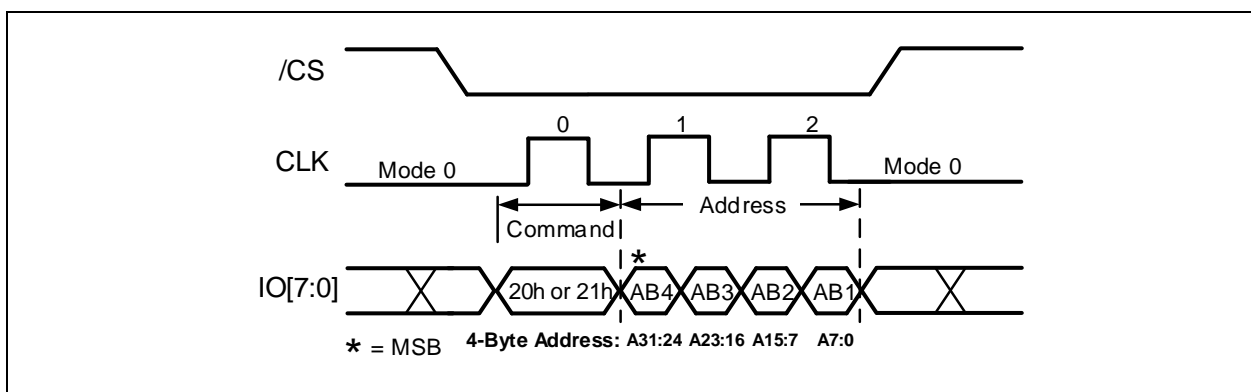 /CS
0 1 2
CLK
Mode 0 Mode 0
Address
Command
*
IO[7:0]
20h or 21h AB4 AB3 AB2 AB1
* = MSB 4-Byte Address: A31:24 A23:16 A15:7 A7:0